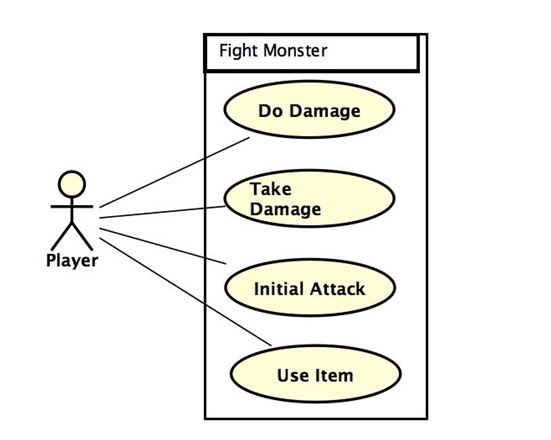 Fight Monster
Do Damage
Take
Damage
Player
Initial Attack
Use Item